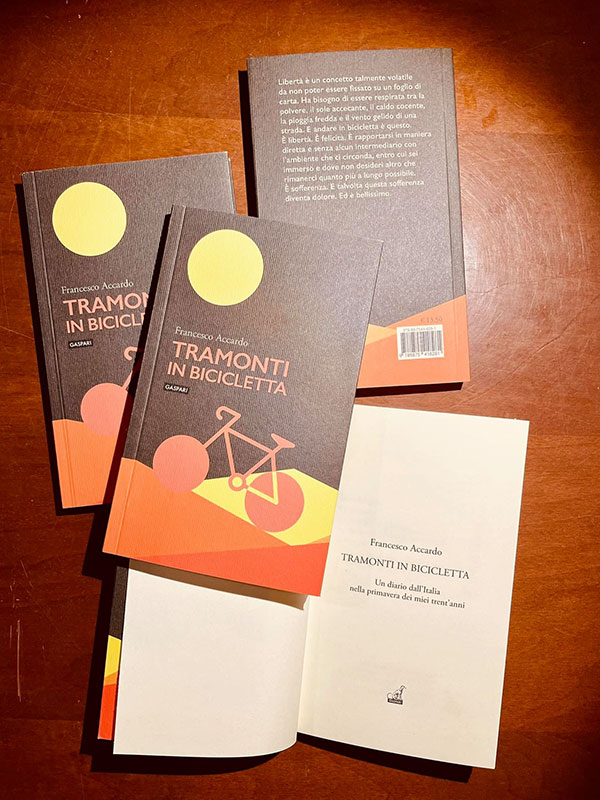 Libertà è un concetto talmente volatile
da non poter essere fissato su un foglio di
carta. Ha bisogno di essere respirata tra la
polvere, il sole accecante, il caldo cocente,
la pioggia fredda e il vento gelido di una
strada. E andare in bicicletta è questo.
È libertà. È felicità. È rapportarsi in maniera
diretta e senza alcun intermediario con
l'ambiente che ci circonda, entro cui sei
immerso e dove non desideri altro che
rimanerci quanto più a lungo possibile.
È sofferenza. E talvolta questa sofferenza
diventa dolore. Ed è bellissimo.
Francesco Accardo
TRAMON
IN BICICLE
GASPARI
Francesco Accardo
TRAMONTI
IN BICICLETTA
GASPARI
Francesco Accardo
TRAMONTI IN BICICLETTA
Un diario dall'Italia
nella primavera dei miei trent'anni